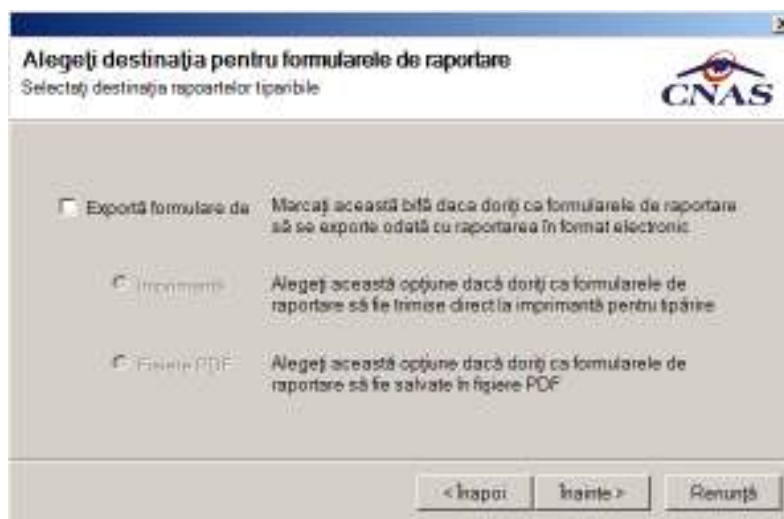 Alegeţi destinaţia pentru formularele de raportare
Selectaţi destinaţia rapoartelor tiparibile
CNAS
Exportă formulare de
Marcaţi această bifă daca doriţi ca formularele de raportare
să se exporte odată cu raportarea în format electronic
Imprimantă
Alegeţi această opţiune dacă doriţi ca formularele de
raportare să fie trimise direct la imprimantă pentru tipărire
Fisiere PDF
Alegeţi această opţiune dacă doriţi ca formularele de
raportare să fie salvate în fişiere PDF
< Înapoi
Înainte >
Renunţă